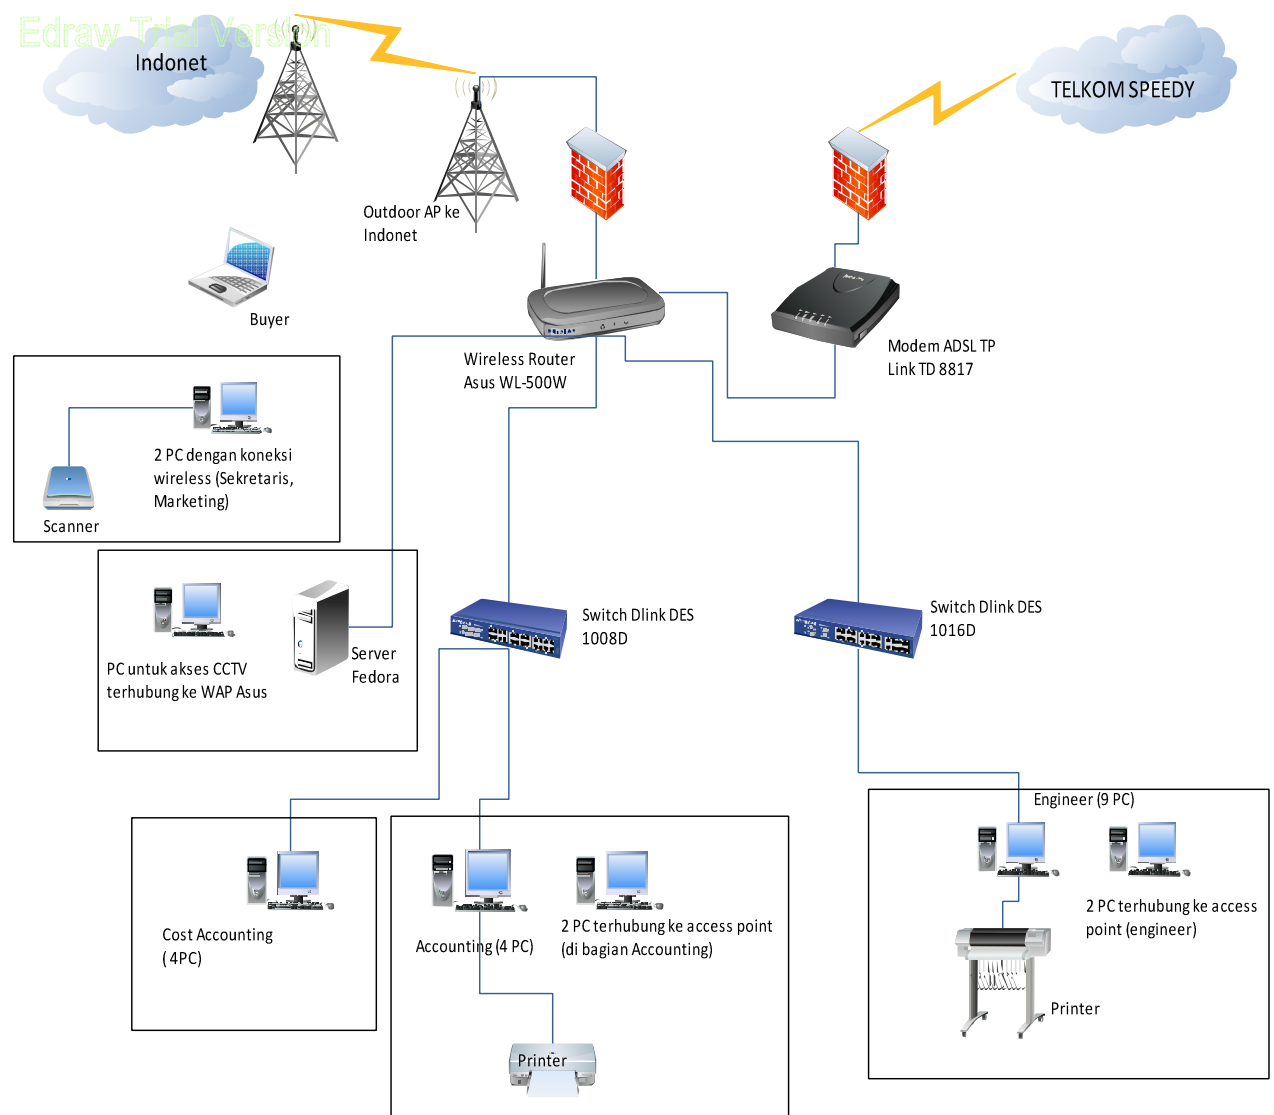 Edraw Trial Version
Indonet
TELKOM SPEEDY
Outdoor AP ke
Indonet
Buyer
Wireless Router
Asus WL-500W
Modem ADSL TP
Link TD 8817
2 PC dengan koneksi
wireless (Sekretaris,
Marketing)
Scanner
PC untuk akses CCTV
terhubung ke WAP Asus
Server
Fedora
Switch Dlink DES
1008D
Switch Dlink DES
1016D
Cost Accounting
( 4PC)
Accounting (4 PC)
2 PC terhubung ke access point
(di bagian Accounting)
Printer
Engineer (9 PC)
2 PC terhubung ke access
point (engineer)
Printer